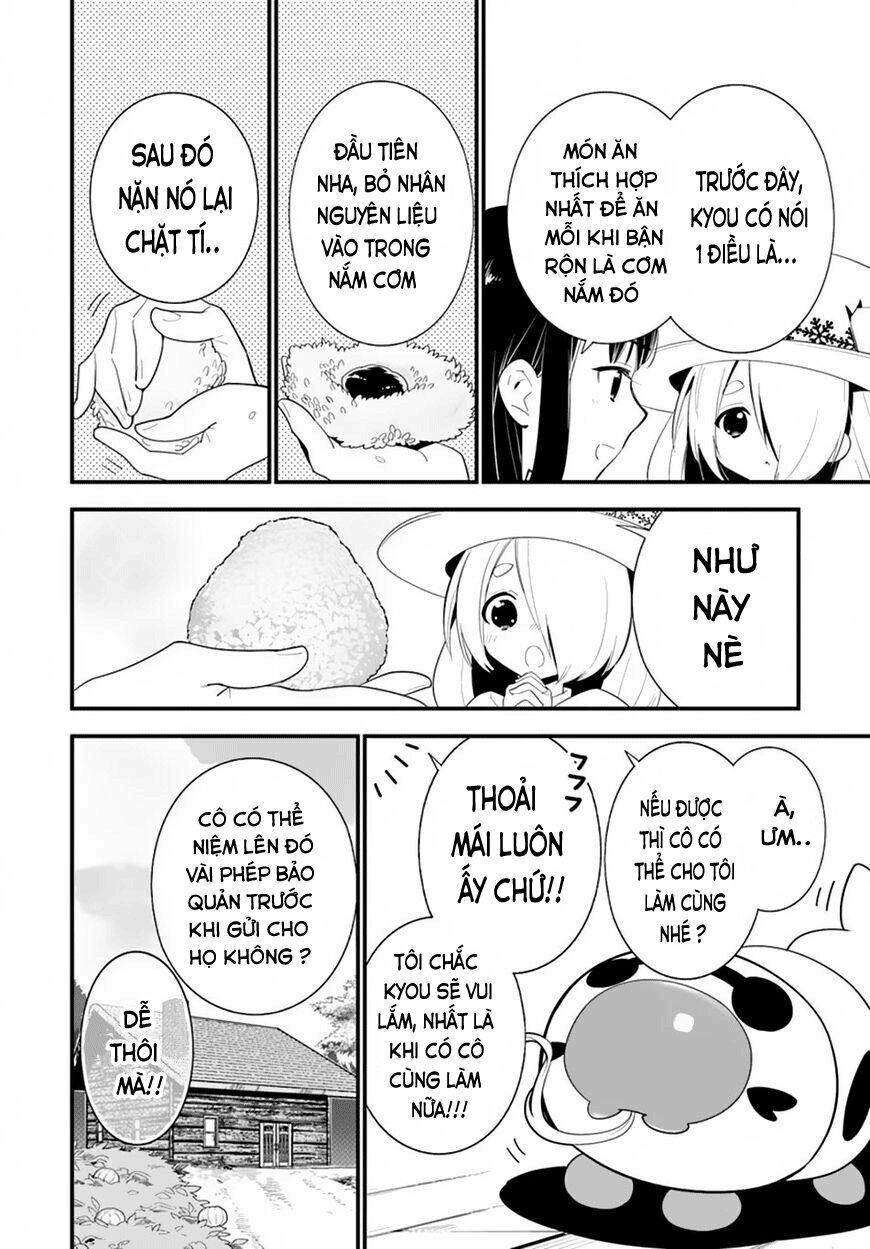 TRƯỚC ĐÂY,
KYOU CÓ NÓI
1 ĐIỀU LÀ...
MÓN ĂN
THÍCH HỢP
NHẤT ĐỂ ĂN
MỖI KHI BẬN
RỘN LÀ CƠM
NẮM ĐÓ
ĐẦU TIÊN
NHA, BỎ NHÂN
NGUYÊN LIỆU
VÀO TRONG
NẮM CƠM
SAU ĐÓ
NẶN NÓ LẠI
CHẶT TÍ..
NHƯ
NÀY
NÈ
À,
ƯM..
NẾU ĐƯỢC
THÌ CÔ CÓ
THỂ CHO TÔI
LÀM CÙNG
NHÉ ?
THOẢI
MÁI LUÔN
ẤY CHỨ!!
TÔI CHẮC
KYOU SẼ VUI
LẮM, NHẤT LÀ
KHI CÓ CÔ
CÙNG LÀM
NỮA!!!
CÔ CÓ THỂ
NIỆM LÊN ĐÓ
VÀI PHÉP BẢO
QUẢN TRƯỚC
KHI GỬI CHO
HỌ KHÔNG ?
DỄ
THÔI
MÀ!!